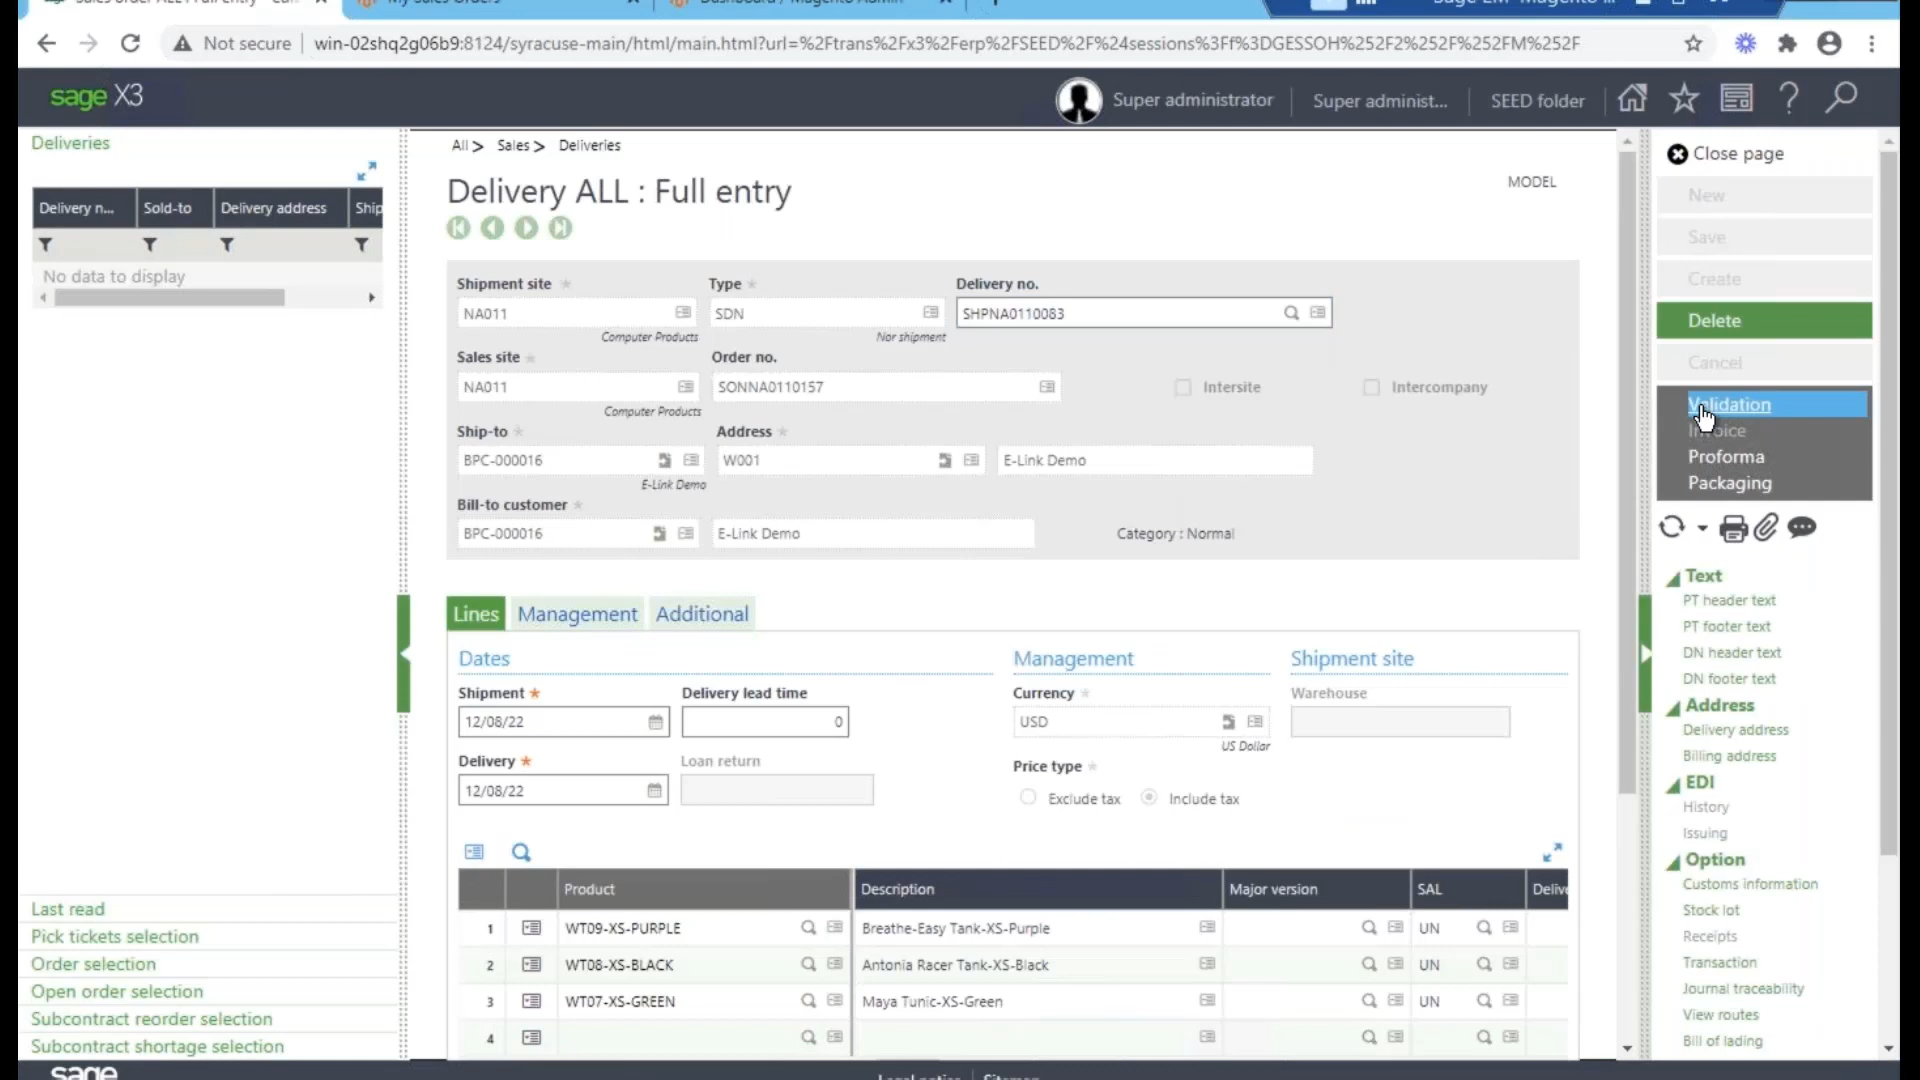 Not secure
win-02shq2g06b9:8124/syracuse-main/html/main.html?url=%2Ftrans%2Fx3%2Ferp%2FSEED%2F%24sessions%3Ff%3DGESSOH%252F2%252F%252FM%252F
sage X3
Super administrator
Super administ...
SEED folder
Deliveries
Delivery n...
Sold-to
Delivery address
Ship
No data to display
Last read
Pick tickets selection
Order selection
Open order selection
Subcontract reorder selection
Subcontract shortage selection
All > Sales > Deliveries
Delivery ALL : Full entry
MODEL
Shipment site
Type
Delivery no.
NA011
SDN
SHPNA0110083
Computer Products
Nor shipment
Sales site
Order no.
NA011
SONNA0110157
Intersite
Intercompany
Computer Products
Ship-to
Address
BPC-000016
W001
E-Link Demo
E-Link Demo
Bill-to customer
BPC-000016
E-Link Demo
Category : Normal
Lines
Management
Additional
Dates
Management
Shipment site
Shipment
Delivery lead time
Currency
Warehouse
12/08/22
0
USD
US Dollar
Delivery
Loan return
Price type
12/08/22
Exclude tax
Include tax
Product
Description
Major version
SAL
Delive
1 WT09-XS-PURPLE Breathe-Easy Tank-XS-Purple UN
2 WT08-XS-BLACK Antonia Racer Tank-XS-Black UN
3 WT07-XS-GREEN Maya Tunic-XS-Green UN
4
Close page
New
Save
Create
Delete
Cancel
Validation
Invoice
Proforma
Packaging
Text
PT header text
PT footer text
DN header text
DN footer text
Address
Delivery address
Billing address
EDI
History
Issuing
Option
Customs information
Stock lot
Receipts
Transaction
Journal traceability
View routes
Bill of lading
sage